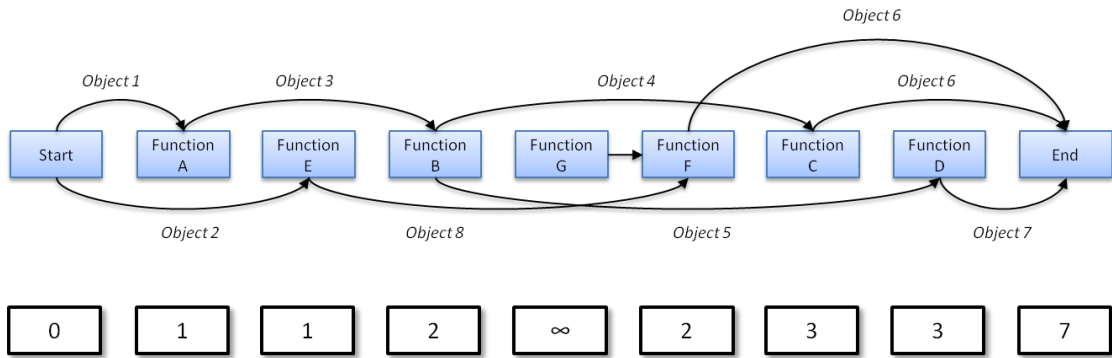 Object 6
Object 1
Object 3
Object 4
Object 6
Start
Function
A
Function
E
Function
B
Function
G
Function
F
Function
C
Function
D
End
Object 2
Object 8
Object 5
Object 7
0
1
1
2
∞
2
3
3
7